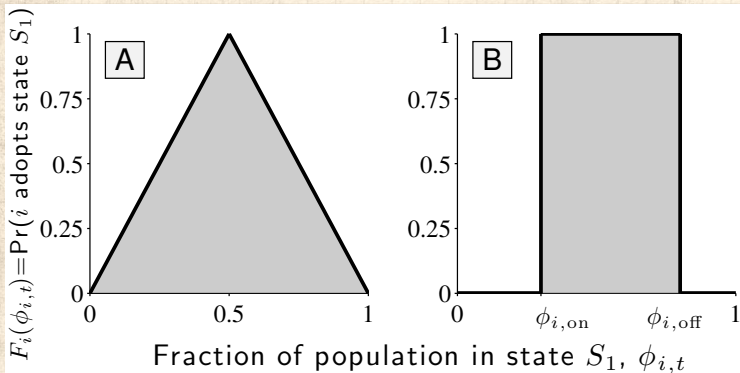 F_i(φ_{i,t})=Pr(i adopts state S_1)
A
1
0.75
0.5
0.25
0
0 0.5 1
B
1
0.75
0.5
0.25
0
0 φ_{i,on} φ_{i,off} 1
Fraction of population in state S_1, φ_{i,t}